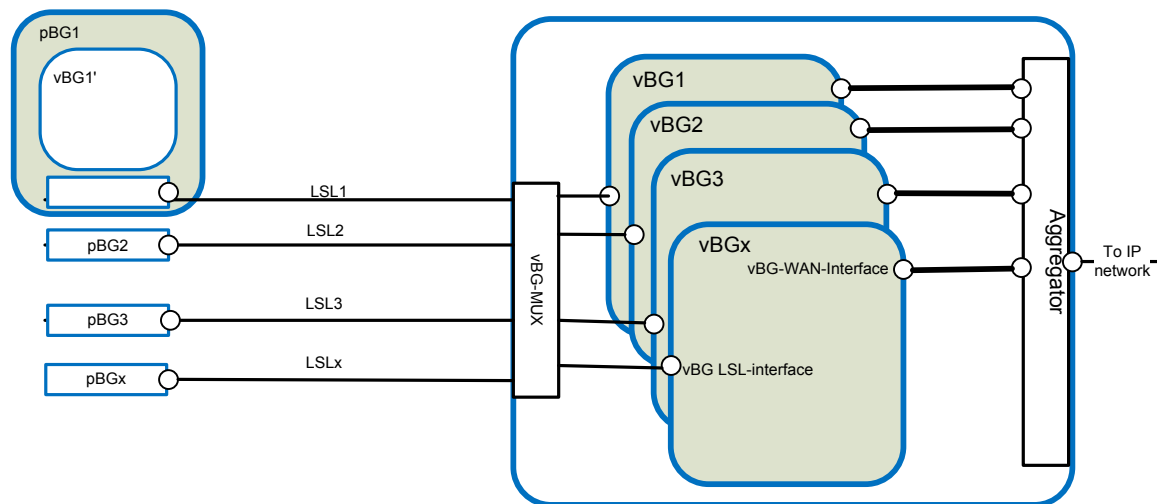 pBG1
vBG1'
LSL1
pBG2
LSL2
pBG3
LSL3
pBGx
LSLx
vBG-MUX
vBG1
vBG2
vBG3
vBGx
vBG-WAN-Interface
vBG LSL-interface
Aggregator
To IP
network